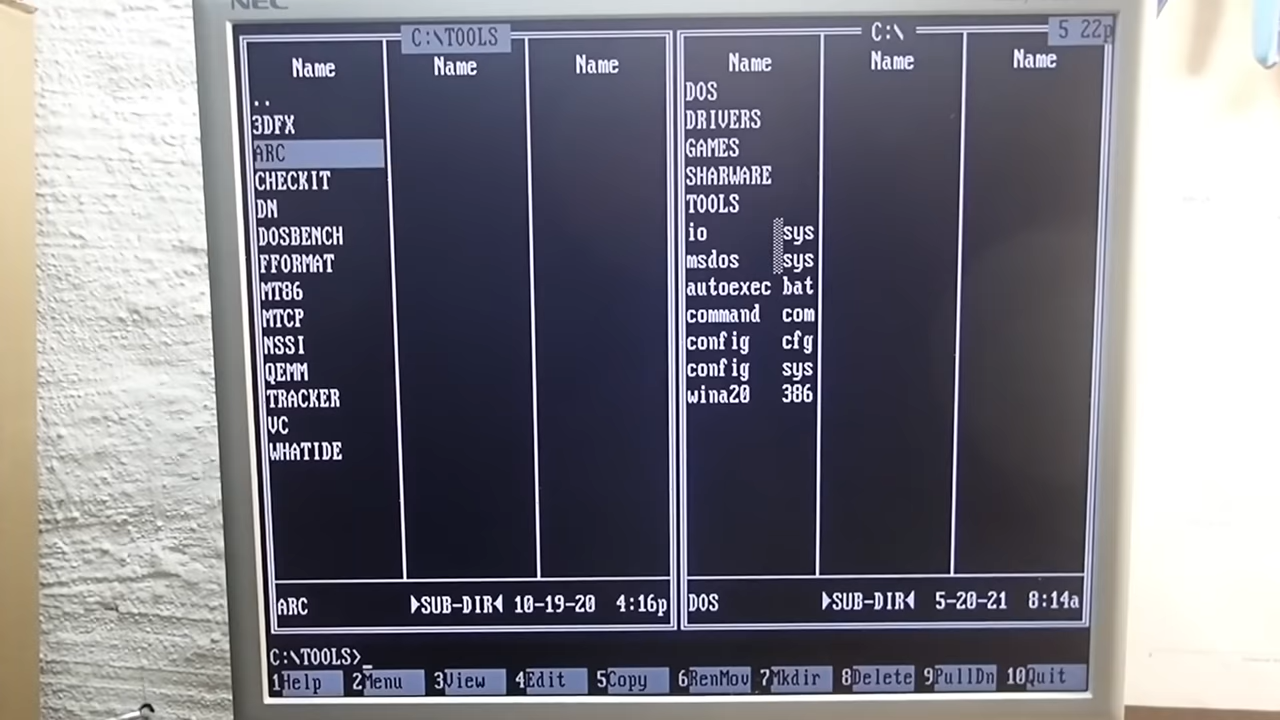 NEC
C:\TOOLS
Name Name Name
..
3DFX
ARC
CHECKIT
DN
DOSBENCH
FFORMAT
MT86
MTCP
NSSI
QEMM
TRACKER
VC
WHATIDE
ARC ►SUB-DIR◄ 10-19-20 4:16p
C:\
5 22p
Name Name Name
DOS
DRIVERS
GAMES
SHARWARE
TOOLS
io ░sys
msdos ░sys
autoexec bat
command com
config cfg
config sys
wina20 386
DOS ►SUB-DIR◄ 5-20-21 8:14a
C:\TOOLS>_
1Help 2Menu 3View 4Edit 5Copy 6RenMov 7Mkdir 8Delete 9PullDn 10Quit